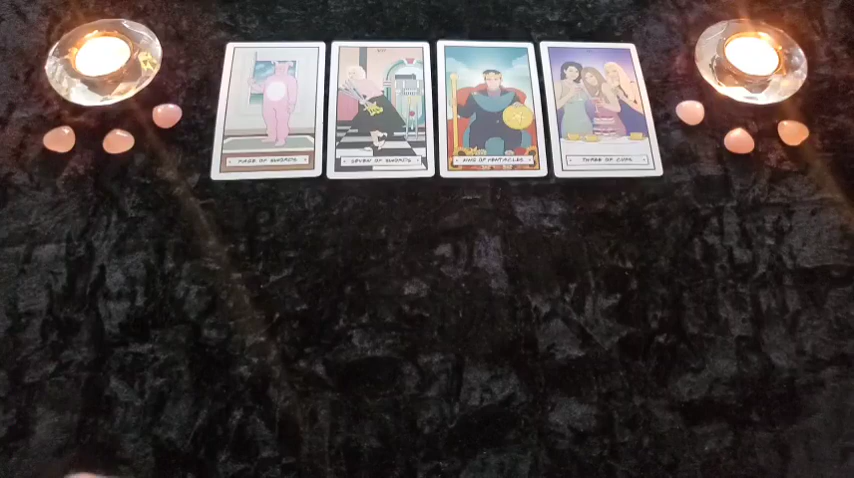 PAGE OF SWORDS
SEVEN OF SWORDS
KING OF PENTACLES
THREE OF CUPS